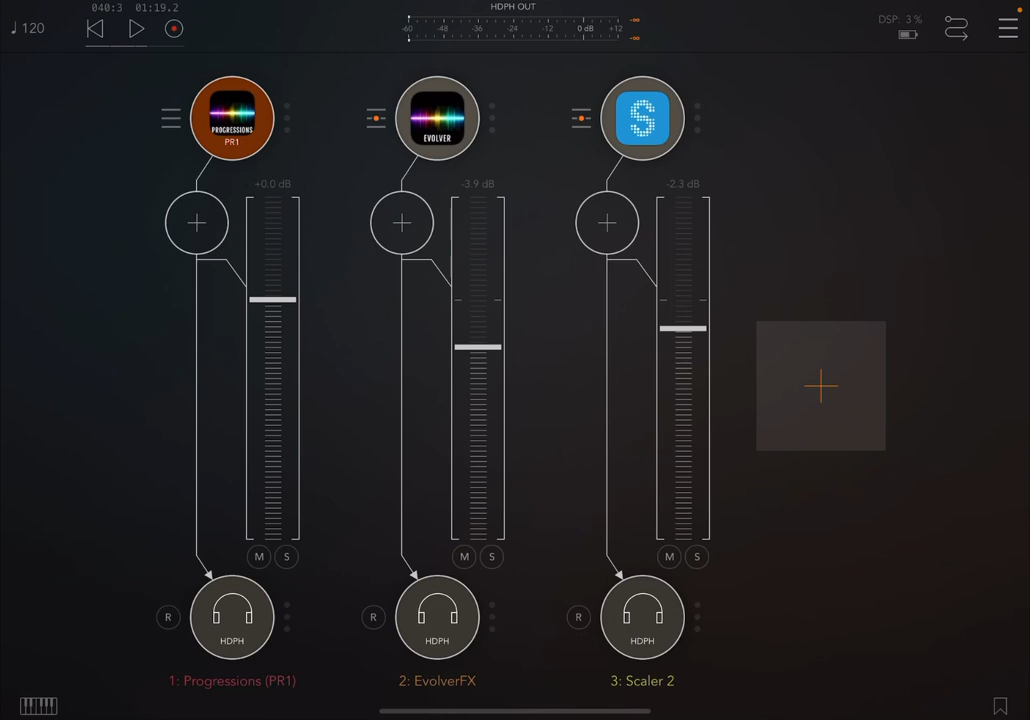 040:3 01:19.2
HDPH OUT
120
-60 -48 -36 -24 -12 0 dB +12
-∞
-∞
DSP: 3 %
PROGRESSIONS
PR1
EVOLVER
S
+0.0 dB
-3.9 dB
-2.3 dB
M S
M S
M S
R
HDPH
R
HDPH
R
HDPH
1: Progressions (PR1)
2: EvolverFX
3: Scaler 2